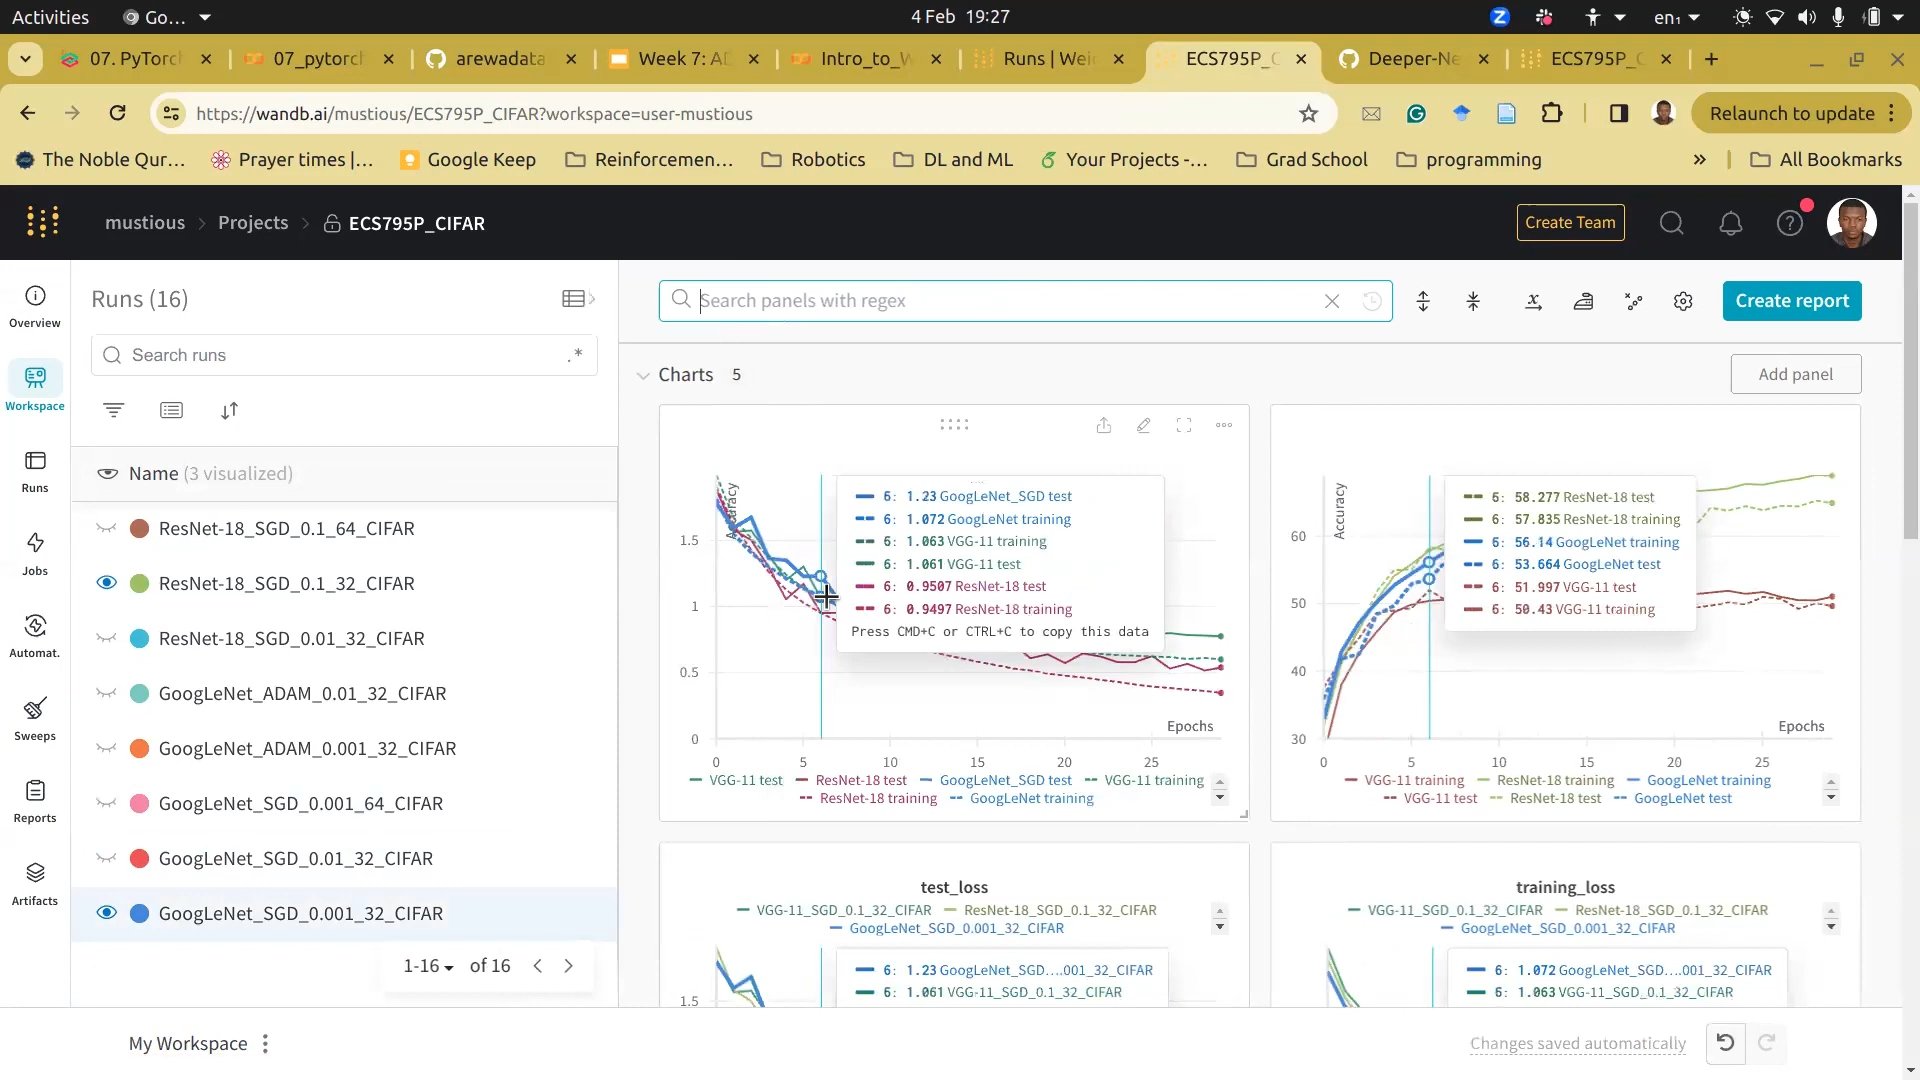 Activities
Go...
4 Feb 19:27
en₁
07. PyTorch
07_pytorch
arewadata
Week 7: AD
Intro_to_W
Runs | Wei
ECS795P_C
Deeper-Ne
ECS795P_C
https://wandb.ai/mustious/ECS795P_CIFAR?workspace=user-mustious
Relaunch to update
The Noble Qur...
Prayer times |...
Google Keep
Reinforcemen...
Robotics
DL and ML
Your Projects -...
Grad School
programming
All Bookmarks
mustious
Projects
ECS795P_CIFAR
Create Team
Overview
Workspace
Runs
Jobs
Automat.
Sweeps
Reports
Artifacts
Runs (16)
Search runs
.*
Name (3 visualized)
ResNet-18_SGD_0.1_64_CIFAR
ResNet-18_SGD_0.1_32_CIFAR
ResNet-18_SGD_0.01_32_CIFAR
GoogLeNet_ADAM_0.01_32_CIFAR
GoogLeNet_ADAM_0.001_32_CIFAR
GoogLeNet_SGD_0.001_64_CIFAR
GoogLeNet_SGD_0.01_32_CIFAR
GoogLeNet_SGD_0.001_32_CIFAR
1-16 of 16
Search panels with regex
Create report
Charts 5
Add panel
Accuracy
1.5
1
0.5
0
6: 1.23 GoogLeNet_SGD test
6: 1.072 GoogLeNet training
6: 1.063 VGG-11 training
6: 1.061 VGG-11 test
6: 0.9507 ResNet-18 test
6: 0.9497 ResNet-18 training
Press CMD+C or CTRL+C to copy this data
Epochs
0 5 10 15 20 25
VGG-11 test ResNet-18 test GoogLeNet_SGD test VGG-11 training
ResNet-18 training GoogLeNet training
Accuracy
60
50
40
30
6: 58.277 ResNet-18 test
6: 57.835 ResNet-18 training
6: 56.14 GoogLeNet training
6: 53.664 GoogLeNet test
6: 51.997 VGG-11 test
6: 50.43 VGG-11 training
Epochs
0 5 10 15 20 25
VGG-11 training ResNet-18 training GoogLeNet training
VGG-11 test ResNet-18 test GoogLeNet test
test_loss
VGG-11_SGD_0.1_32_CIFAR ResNet-18_SGD_0.1_32_CIFAR
GoogLeNet_SGD_0.001_32_CIFAR
1.5
6: 1.23 GoogLeNet_SGD....001_32_CIFAR
6: 1.061 VGG-11_SGD_0.1_32_CIFAR
training_loss
VGG-11_SGD_0.1_32_CIFAR ResNet-18_SGD_0.1_32_CIFAR
GoogLeNet_SGD_0.001_32_CIFAR
6: 1.072 GoogLeNet_SGD....001_32_CIFAR
6: 1.063 VGG-11_SGD_0.1_32_CIFAR
My Workspace
Changes saved automatically